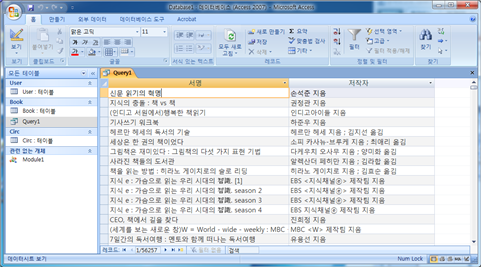 Database1 : 데이터베이스 (Access 2007) - Microsoft Access
홈 만들기 외부 데이터 데이터베이스 도구 Acrobat
보기 붙여넣기 맑은 고딕 11 모두 새로 고침 새로 만들기 저장 삭제 요약 맞춤법 검사 기타 필터 선택 고급 필터 적용/해제 찾기
보기 클립보드 글꼴 서식 있는 텍스트 레코드 정렬 및 필터 찾기
모든 테이블
User
User : 테이블
Book
Book : 테이블
Query1
Circ
Circ : 테이블
관련 없는 개체
Module1
Query1
서명 저작자
신문 읽기의 혁명 손석춘 지음
지식의 충돌 : 책 vs 책 권정관 지음
(인디고 서원에서)행복한 책읽기 인디고아이들 지음
기사쓰기 워크북 하준우 지음
헤르만 헤세의 독서의 기술 헤르만 헤세 지음 ; 김지선 옮김
세상은 한 권의 책이었다 소피 카사뉴-브루케 지음 ; 최애리 옮김
그림책은 재미있다 : 그림책의 다섯 가지 표현 기법 다케우치 오사무 지음 ; 양미화 옮김
사라진 책들의 도서관 알렉산더 페히만 지음 ; 김라합 옮김
책을 읽는 방법 : 히라노 게이치로의 슬로 리딩 히라노 게이치로 지음 ; 김효순 옮김
지식 e : 가슴으로 읽는 우리 시대의 智識. [1] EBS <지식채널ⓔ> 제작팀 지음
지식 e : 가슴으로 읽는 우리 시대의 智識. season 2 EBS <지식채널ⓔ> 제작팀 지음
지식 e : 가슴으로 읽는 우리 시대의 智識. season 3 EBS <지식채널ⓔ> 제작팀 지음
지식 e : 가슴으로 읽는 우리 시대의 智識. season 4 EBS 지식채널ⓔ 제작팀 지음
CEO, 책에서 길을 찾다 진희정 지음
(세계를 보는 새로운 창)W = World - wide - weekly : MBC MBC <W> 제작팀 지음
7일간의 독서여행 : 멘토와 함께 떠나는 독서여행 유용선 지음
레코드: 1/56257 필터 없음 검색
데이터시트 보기 Num Lock